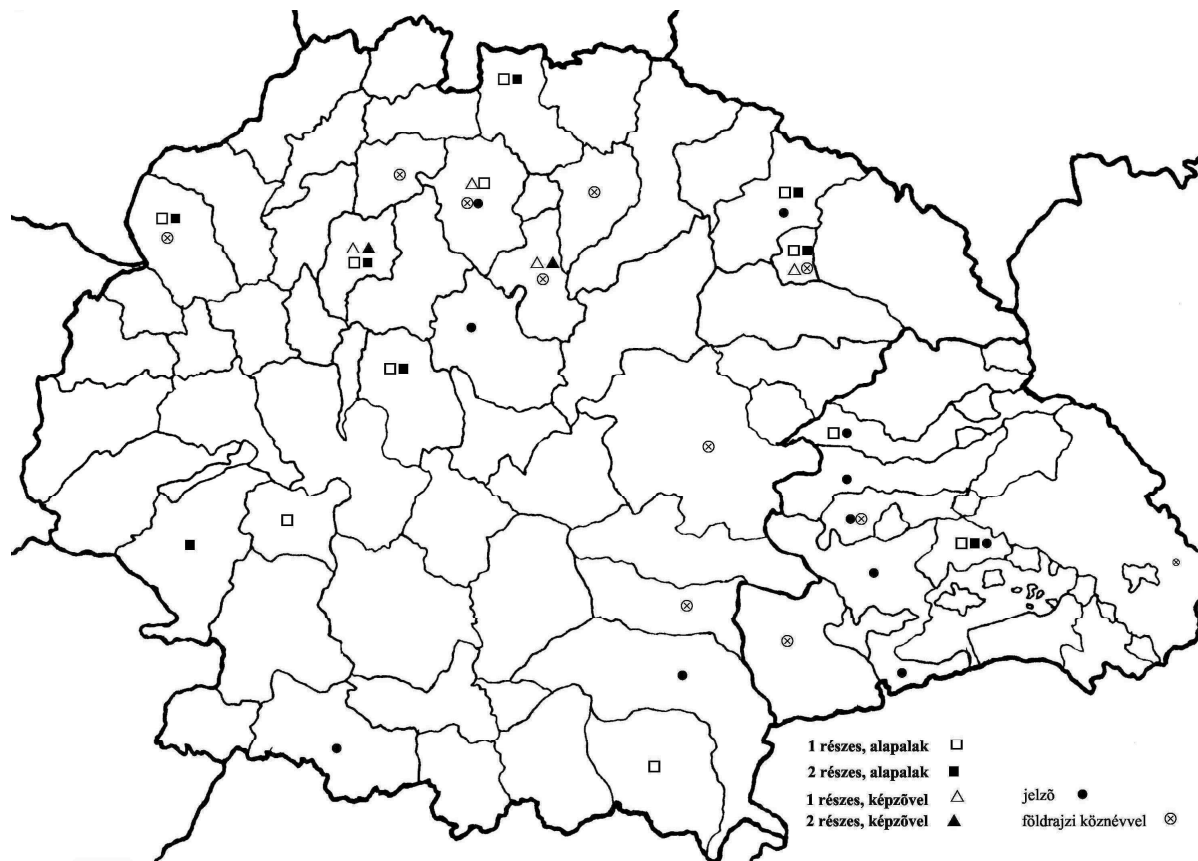 1 részes, alapalak
2 részes, alapalak
1 részes, képzővel
2 részes, képzővel
jelző
földrajzi köznévvel